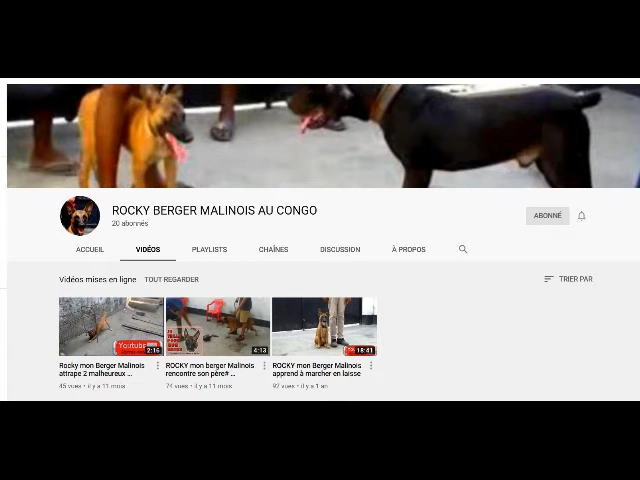 ROCKY BERGER MALINOIS AU CONGO
20 abonnés
ABONNÉ
ACCUEIL VIDÉOS PLAYLISTS CHAÎNES DISCUSSION À PROPOS
Vidéos mises en ligne TOUT REGARDER TRIER PAR
Youtube
2:16 4:13 18:41
Rocky mon Berger Malinois
attrape 2 malheureux ...
45 vues • il y a 11 mois
ROCKY mon berger Malinois
rencontre son père# ...
74 vues • il y a 11 mois
ROCKY mon Berger Malinois
apprend à marcher en laisse
92 vues • il y a 1 an